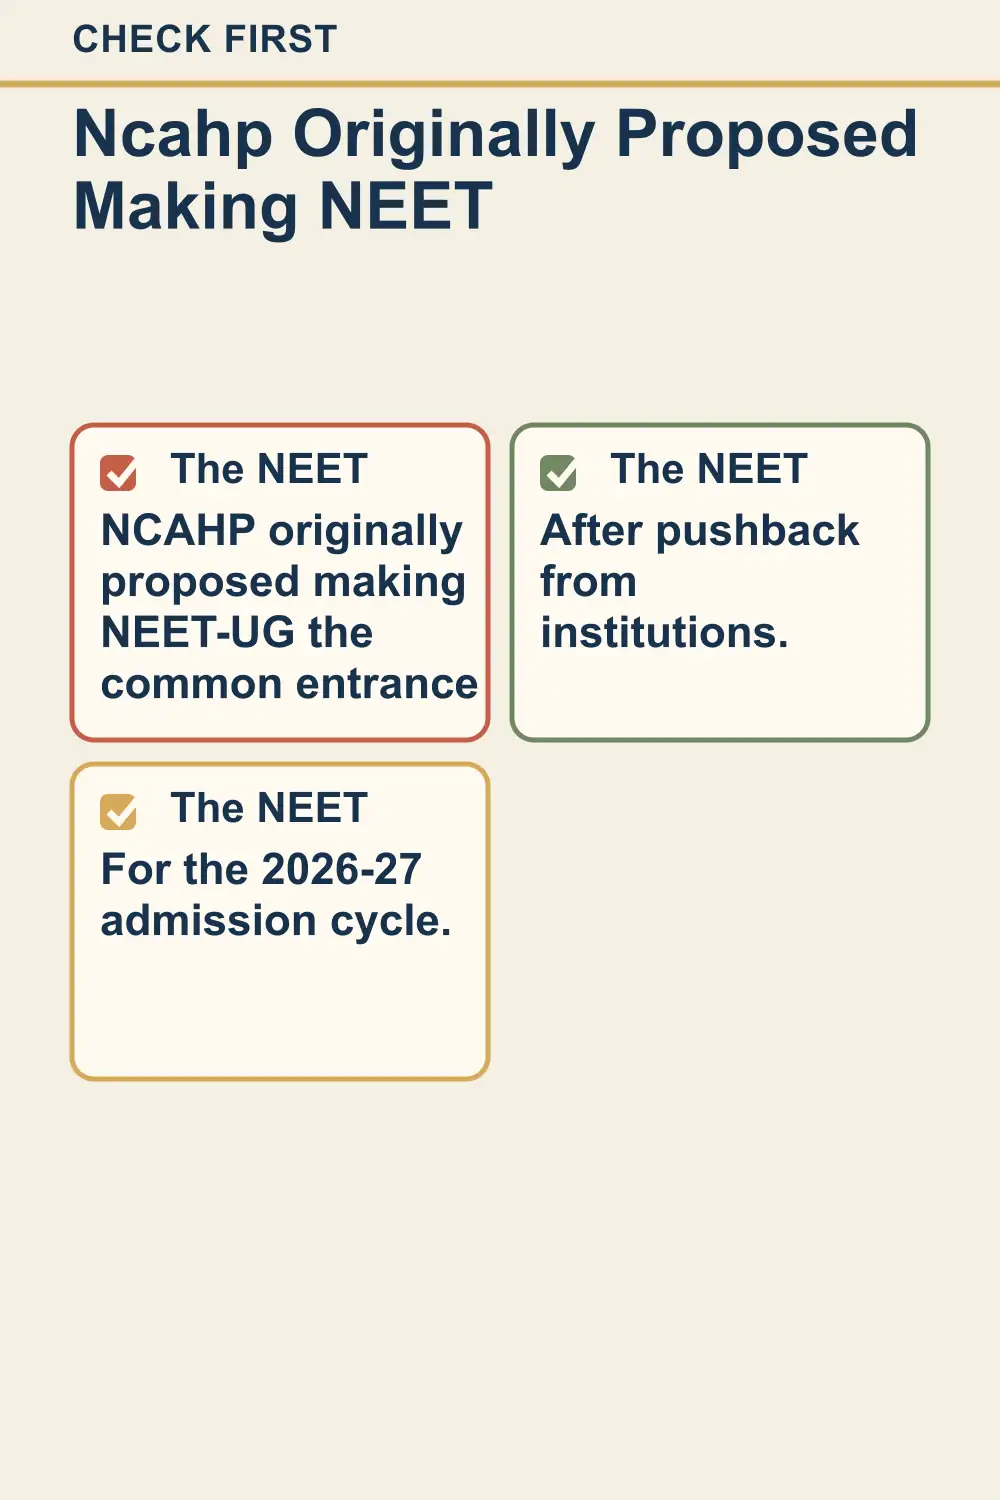 CHECK FIRST
Ncahp Originally Proposed
Making NEET
The NEET
NCAHP originally
proposed making
NEET-UG the
common entrance
The NEET
After pushback
from
institutions.
The NEET
For the 2026-27
admission cycle.